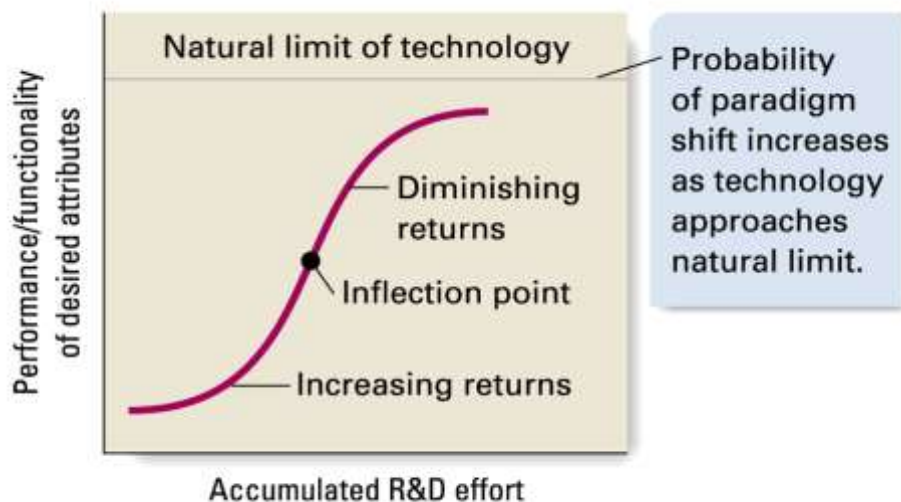 Natural limit of technology
Probability
of paradigm
shift increases
as technology
approaches
natural limit.
Performance/functionality
of desired attributes
Diminishing
returns
Inflection point
Increasing returns
Accumulated R&D effort